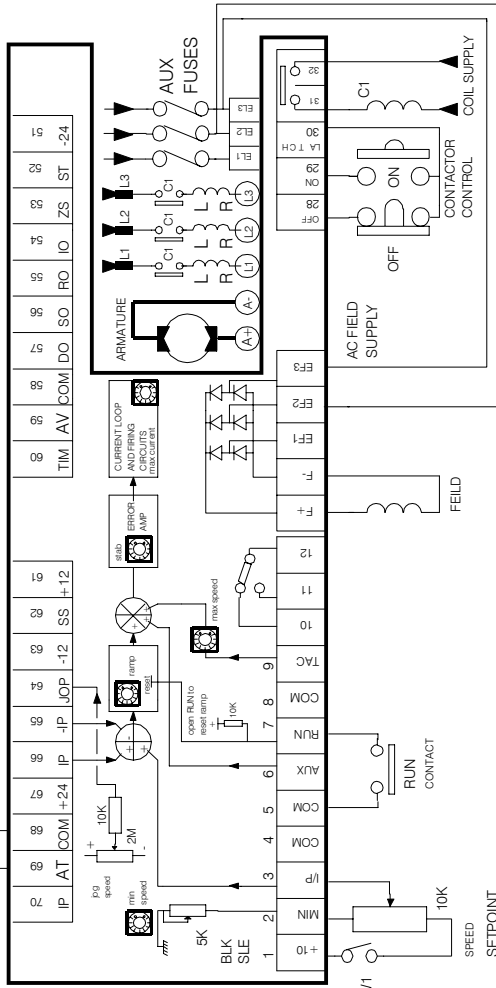 AUX
FUSES
51 -24
52 ST
53 ZS
54 IO
55 RO
56 SO
57 DO
58 COM
59 AV
60 TIM
61 +12
62 SS
63 -12
64 JOP
65 -IP
66 IP
67 +24
68 COM
69 AT
70 IP
L3
L2
L1
C1
C1
C1
L
R
L
R
L
R
L3
L2
L1
ARMATURE
A-
A+
EL3
EL2
EL1
CURRENT LOOP
AND FIRING
CIRCUITS
max current
ERROR
AMP
stab
ramp
reset
max speed
open RUN to
reset ramp
+
10K
10K
2M
+
-
jog
speed
min
speed
5K
BLK
SLE
32
31
30
LA T CH
29
ON
28
OFF
C1
COIL SUPPLY
ON
OFF
CONTACTOR
CONTROL
AC FIELD
SUPPLY
EF3
EF2
EF1
F-
F+
FEILD
12
11
10
9 TAC
8 COM
7 RUN
6 AUX
5 COM
4 COM
3 I/P
2 MIN
1 +10
RUN
CONTACT
10K
SPEED
SETPOINT
/1